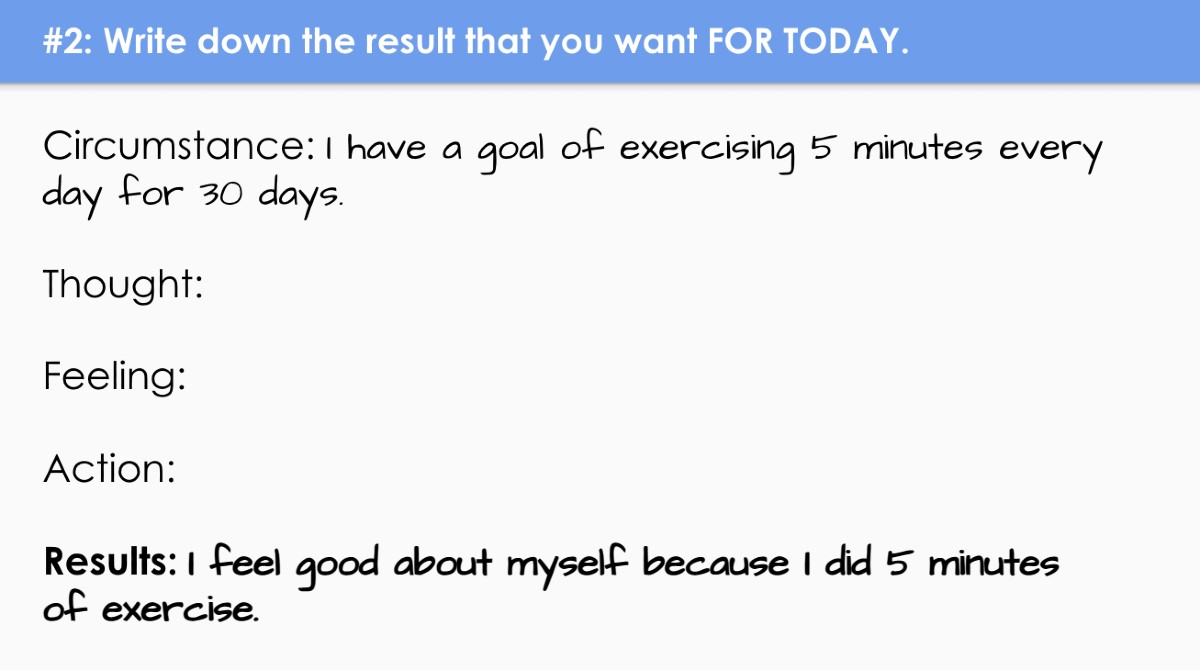 #2: Write down the result that you want FOR TODAY.
Circumstance: I have a goal of exercising 5 minutes every
day for 30 days.
Thought:
Feeling:
Action:
Results: I feel good about myself because I did 5 minutes
of exercise.